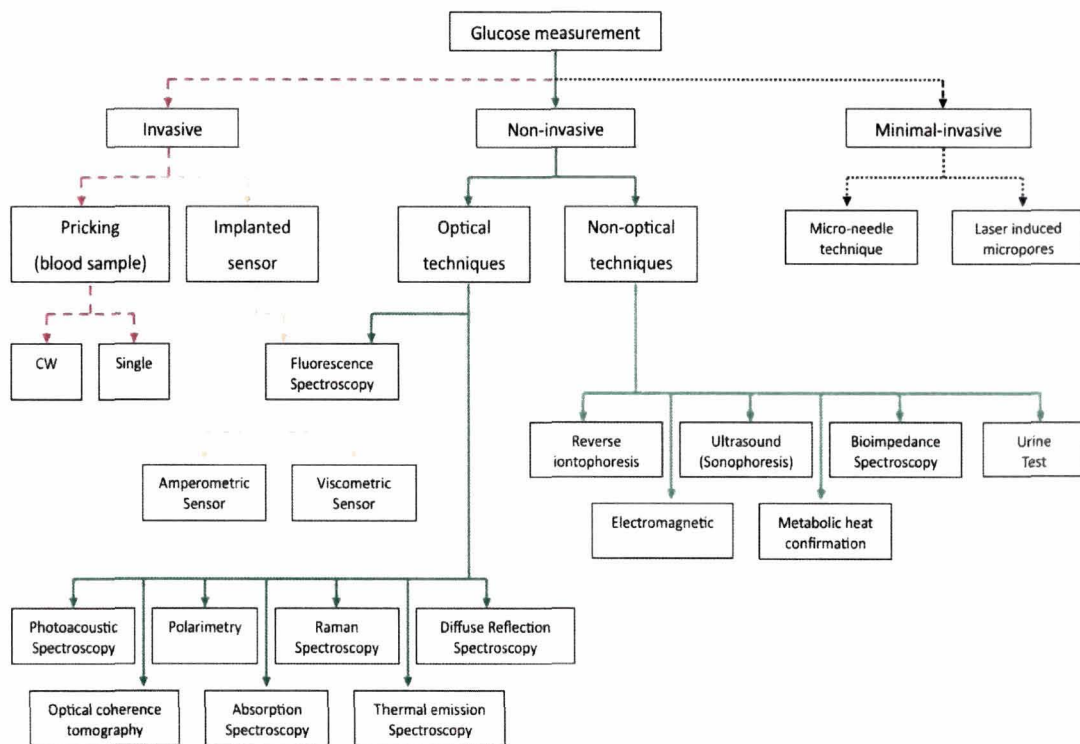 Glucose measurement
Invasive
Non-invasive
Minimal-invasive
Pricking
(blood sample)
Implanted
sensor
Optical
techniques
Non-optical
techniques
Micro-needle
technique
Laser induced
micropores
CW
Single
Fluorescence
Spectroscopy
Reverse
iontophoresis
Ultrasound
(Sonophoresis)
Bioimpedance
Spectroscopy
Urine
Test
Amperometric
Sensor
Viscometric
Sensor
Electromagnetic
Metabolic heat
confirmation
Photoacoustic
Spectroscopy
Polarimetry
Raman
Spectroscopy
Diffuse Reflection
Spectroscopy
Optical coherence
tomography
Absorption
Spectroscopy
Thermal emission
Spectroscopy